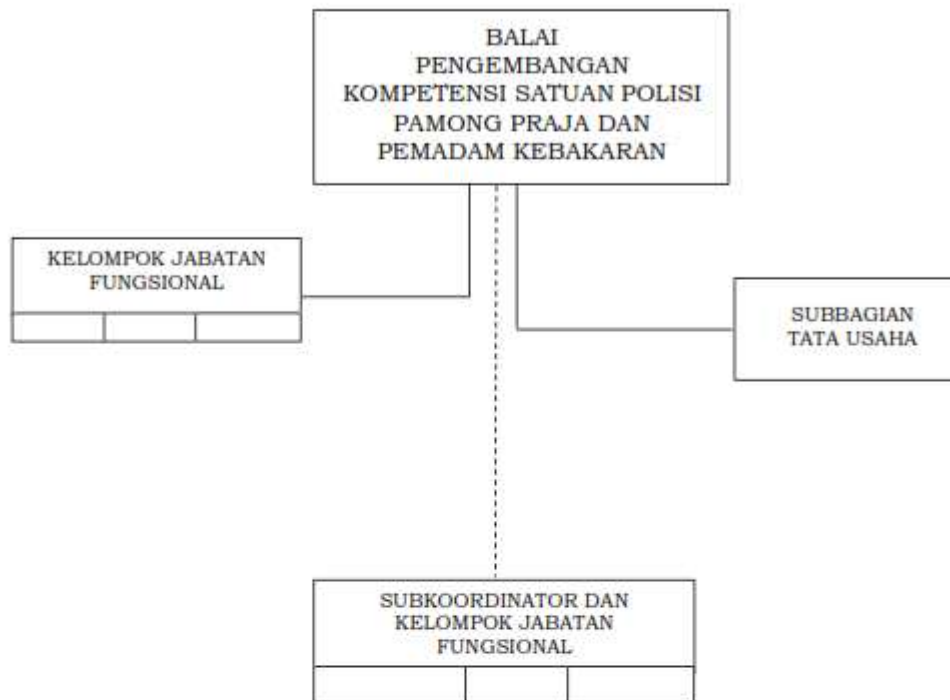 BALAI
PENGEMBANGAN
KOMPETENSI SATUAN POLISI
PAMONG PRAJA DAN
PEMADAM KEBAKARAN
KELOMPOK JABATAN
FUNGSIONAL
SUBBAGIAN
TATA USAHA
SUBKOORDINATOR DAN
KELOMPOK JABATAN
FUNGSIONAL